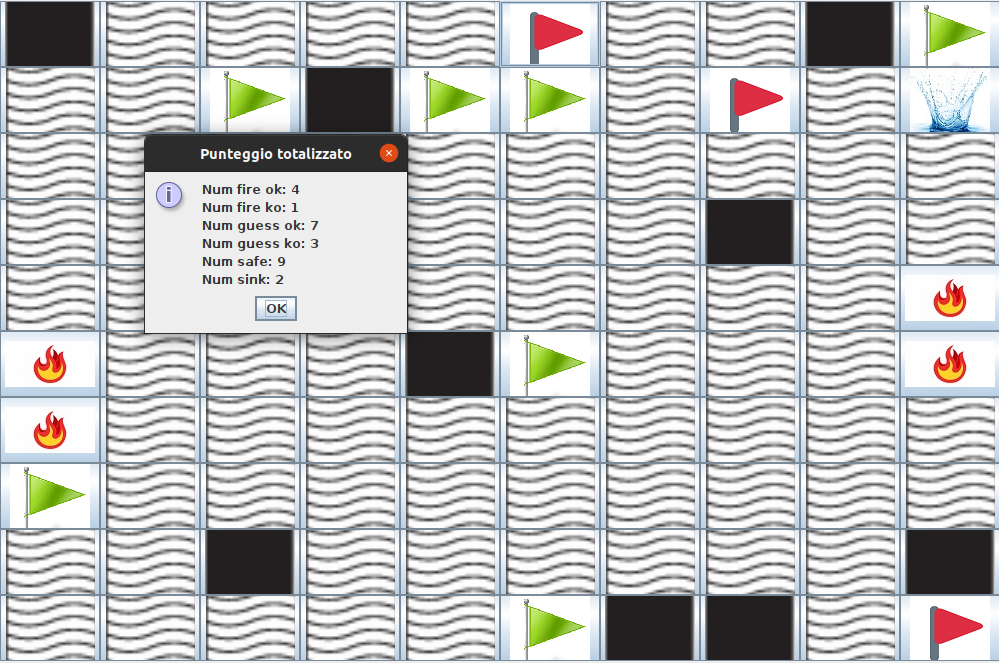 Punteggio totalizzato
Num fire ok: 4
Num fire ko: 1
Num guess ok: 7
Num guess ko: 3
Num safe: 9
Num sink: 2
OK